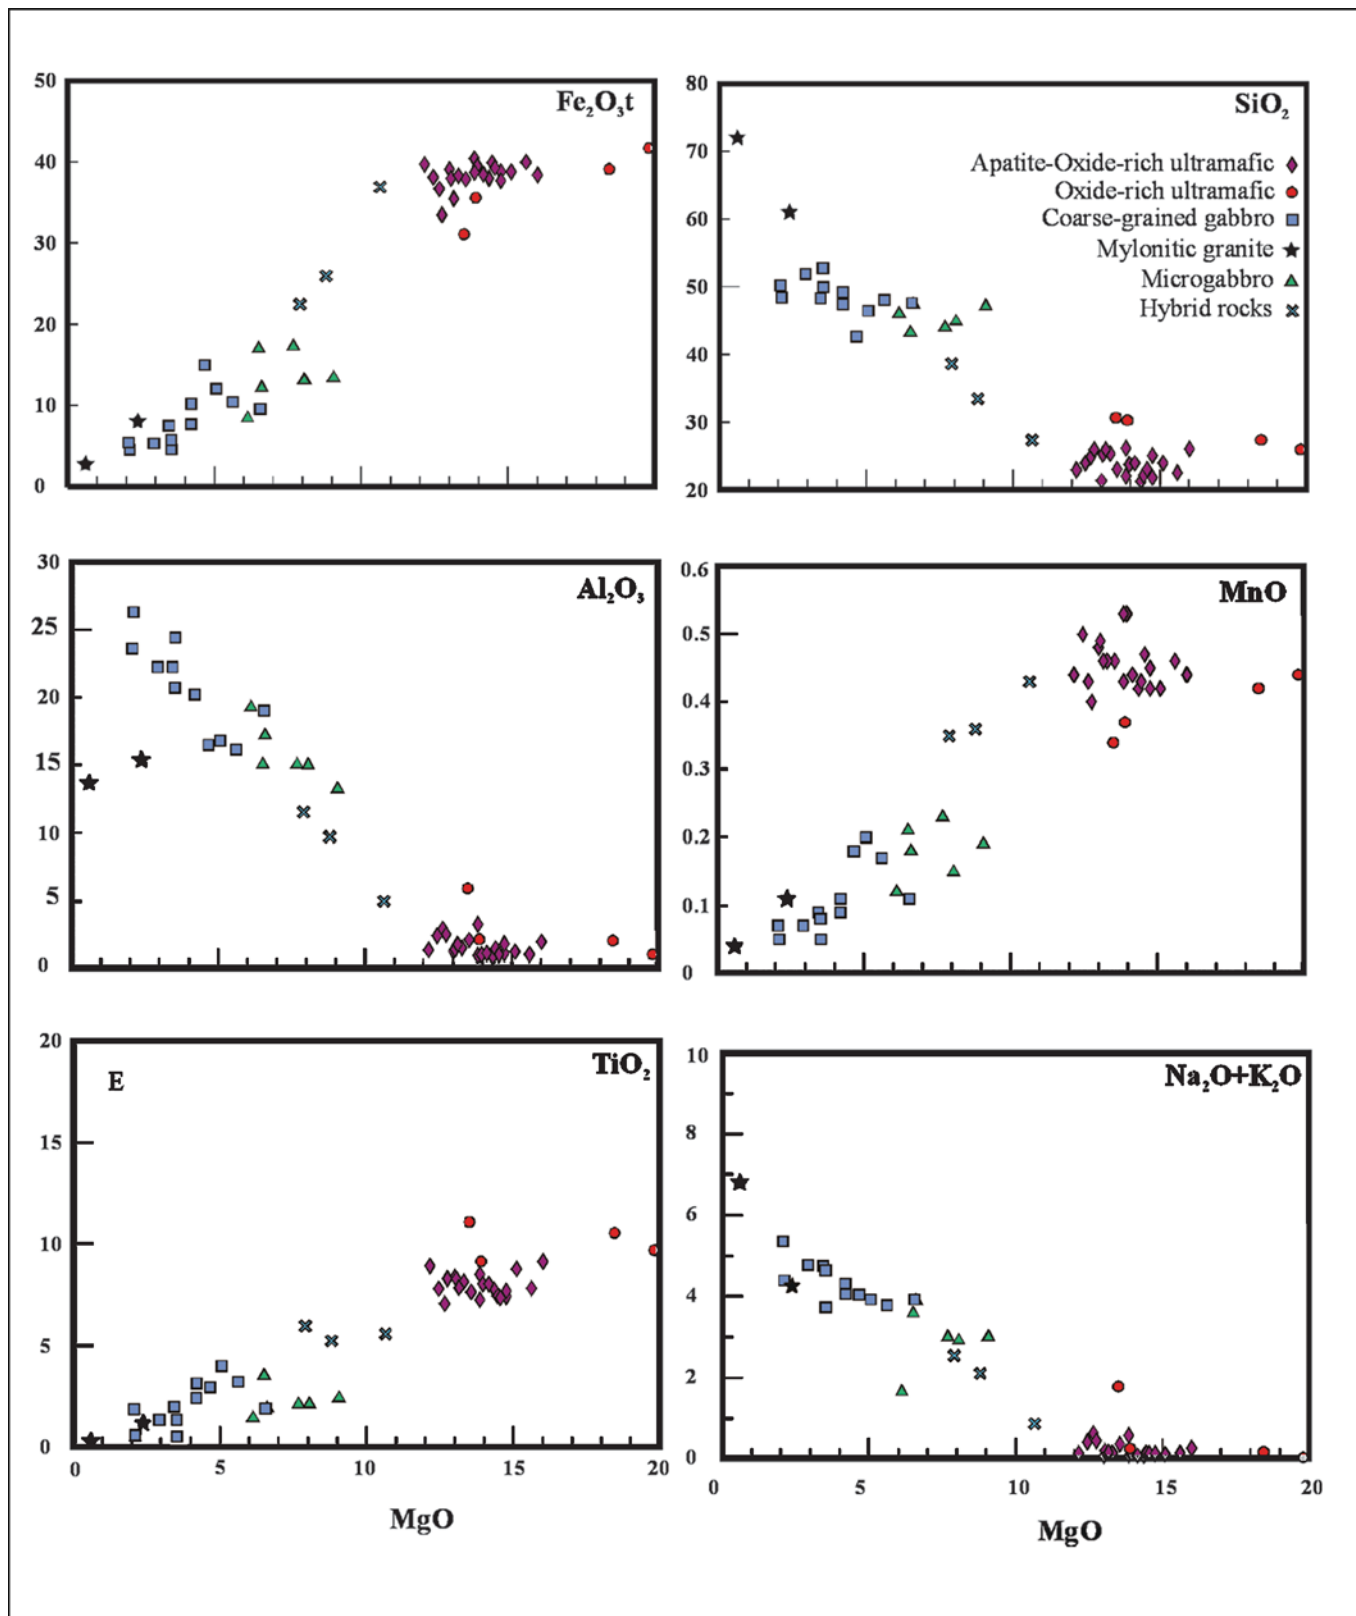 Fe₂O₃t
50
40
30
20
10
0
SiO₂
80
70
60
50
40
30
20
Apatite-Oxide-rich ultramafic
Oxide-rich ultramafic
Coarse-grained gabbro
Mylonitic granite
Microgabbro
Hybrid rocks
Al₂O₃
30
25
20
15
10
5
0
MnO
0.6
0.5
0.4
0.3
0.2
0.1
0
E
TiO₂
20
15
10
5
0
0 5 10 15 20
MgO
Na₂O+K₂O
10
8
6
4
2
0
0 5 10 15 20
MgO